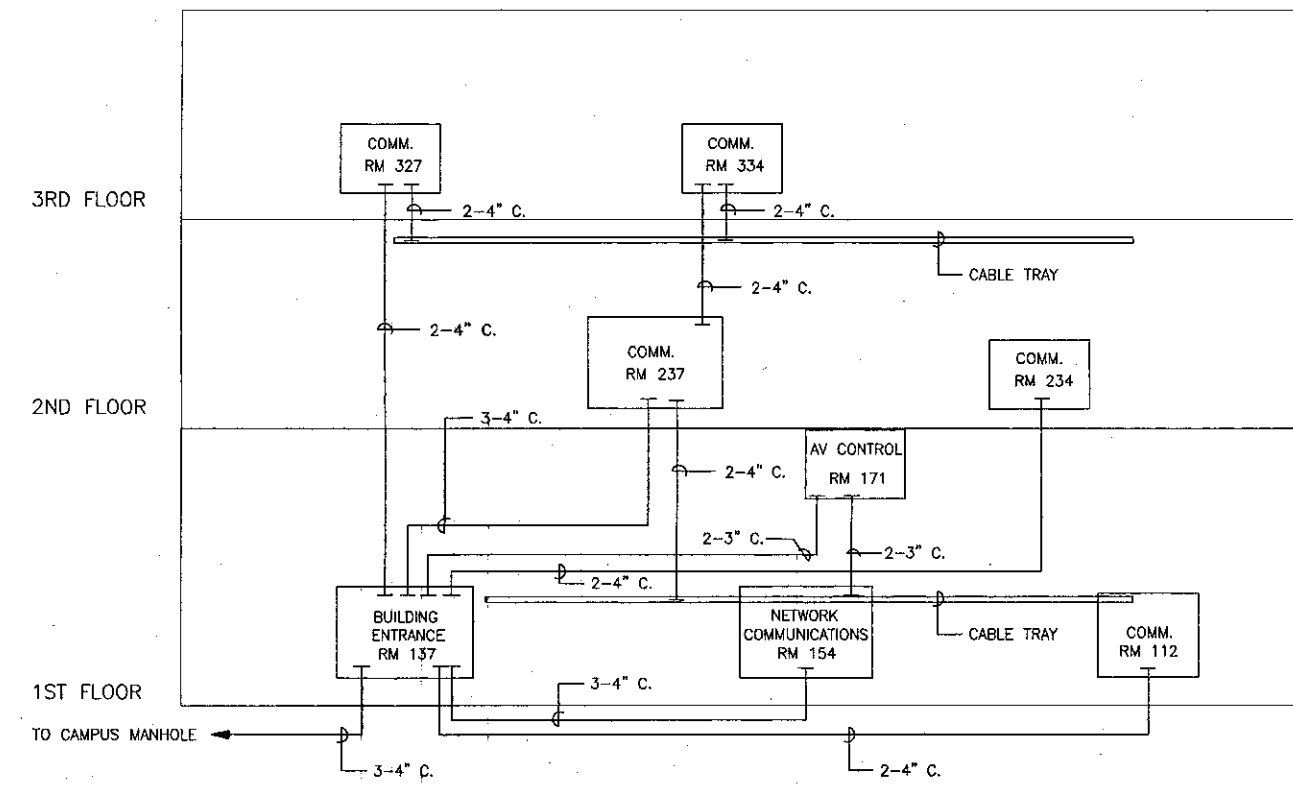 COMM.
RM 327
COMM.
RM 334
3RD FLOOR
2-4" C.
2-4" C.
CABLE TRAY
2-4" C.
2-4" C.
COMM.
RM 237
COMM.
RM 234
2ND FLOOR
3-4" C.
AV CONTROL
RM 171
2-4" C.
2-3" C.
2-3" C.
2-4" C.
BUILDING
ENTRANCE
RM 137
NETWORK
COMMUNICATIONS
RM 154
CABLE TRAY
COMM.
RM 112
1ST FLOOR
3-4" C.
TO CAMPUS MANHOLE
3-4" C.
2-4" C.